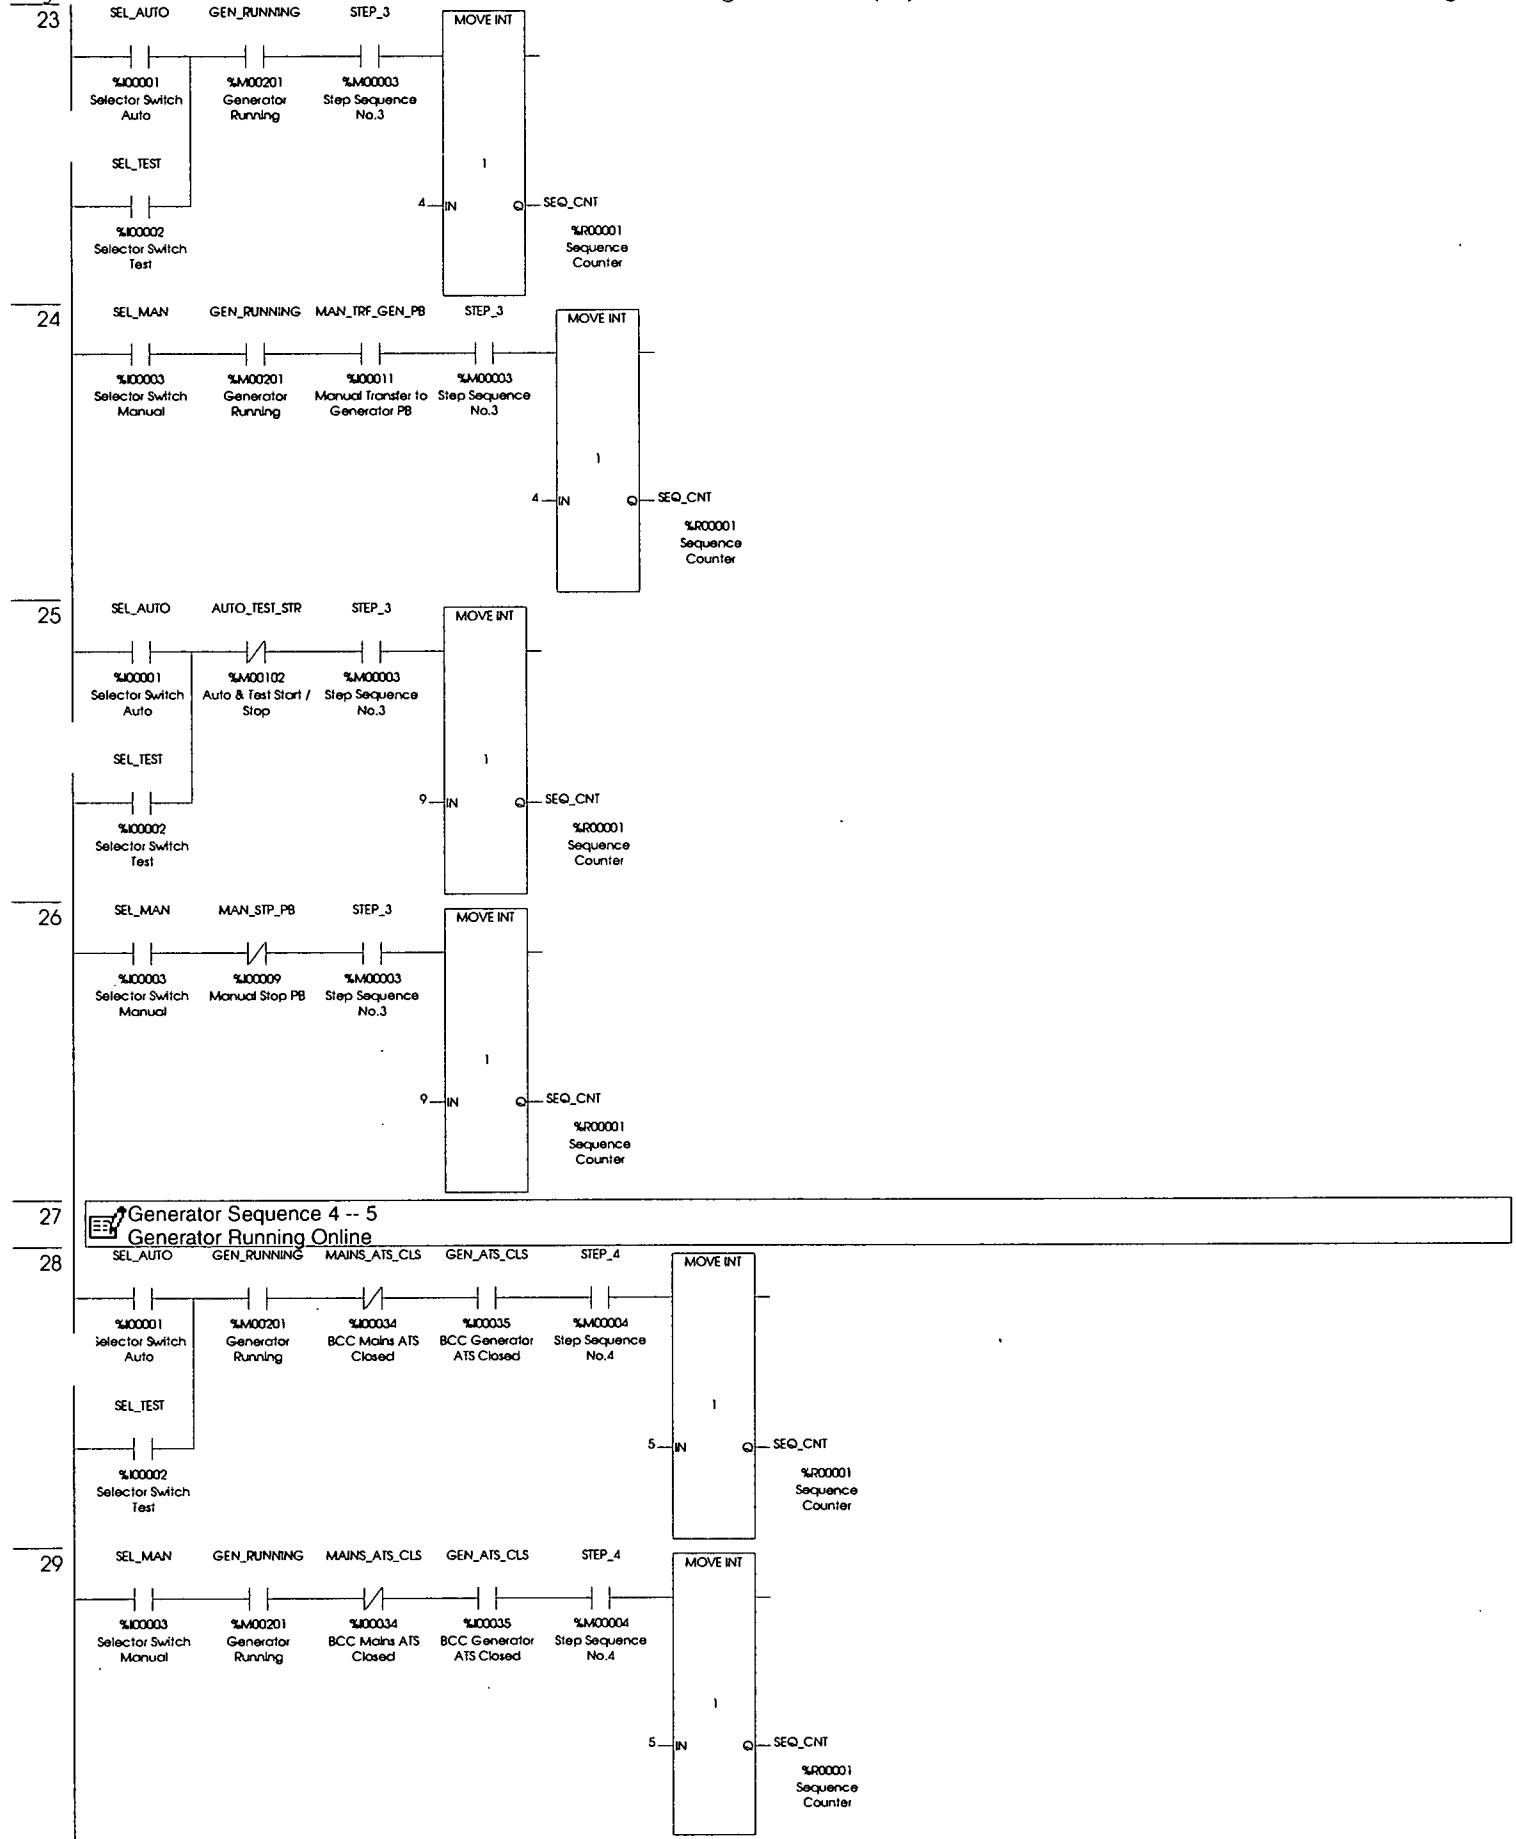 23
SEL_AUTO GEN_RUNNING STEP_3 MOVE INT
%I00001 %M00201 %M00003
Selector Switch Generator Step Sequence
Auto Running No.3
SEL_TEST 1
4 IN Q SEQ_CNT
%I00002 %R00001
Selector Switch Sequence
Test Counter
24
SEL_MAN GEN_RUNNING MAN_TRF_GEN_PB STEP_3 MOVE INT
%I00003 %M00201 %I00011 %M00003
Selector Switch Generator Manual Transfer to Step Sequence
Manual Running Generator PB No.3
1
4 IN Q SEQ_CNT
%R00001
Sequence
Counter
25
SEL_AUTO AUTO_TEST_STR STEP_3 MOVE INT
%I00001 %M00102 %M00003
Selector Switch Auto & Test Start / Step Sequence
Auto Stop No.3
SEL_TEST 1
9 IN Q SEQ_CNT
%I00002 %R00001
Selector Switch Sequence
Test Counter
26
SEL_MAN MAN_STP_PB STEP_3 MOVE INT
%I00003 %I00009 %M00003
Selector Switch Manual Stop PB Step Sequence
Manual No.3
1
9 IN Q SEQ_CNT
%R00001
Sequence
Counter
27
Generator Sequence 4 -- 5
Generator Running Online
28
SEL_AUTO GEN_RUNNING MAINS_ATS_CLS GEN_ATS_CLS STEP_4 MOVE INT
%I00001 %M00201 %I00034 %I00035 %M00004
Selector Switch Generator BCC Mains ATS BCC Generator Step Sequence
Auto Running Closed ATS Closed No.4
SEL_TEST 1
5 IN Q SEQ_CNT
%I00002 %R00001
Selector Switch Sequence
Test Counter
29
SEL_MAN GEN_RUNNING MAINS_ATS_CLS GEN_ATS_CLS STEP_4 MOVE INT
%I00003 %M00201 %I00034 %I00035 %M00004
Selector Switch Generator BCC Mains ATS BCC Generator Step Sequence
Manual Running Closed ATS Closed No.4
1
5 IN Q SEQ_CNT
%R00001
Sequence
Counter